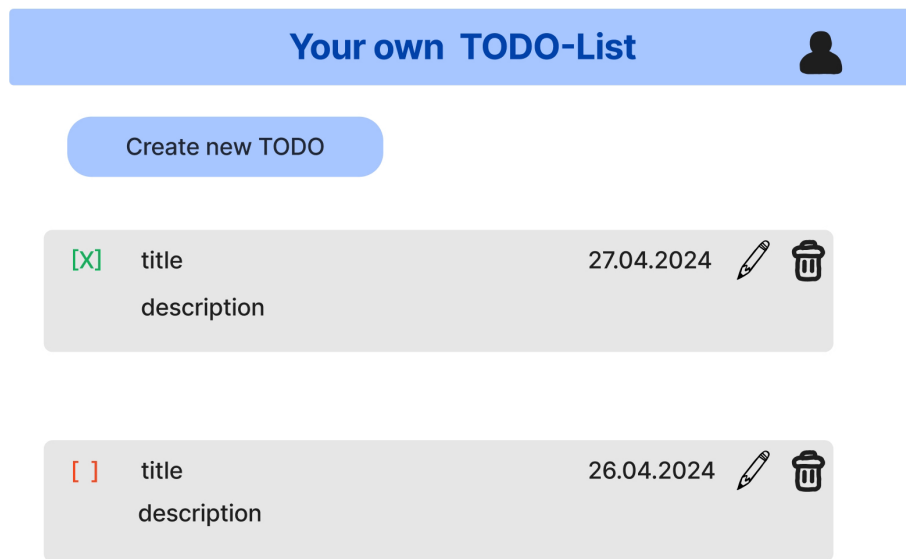 Your own TODO-List
Create new TODO
[X] title 27.04.2024
description
[ ] title 26.04.2024
description